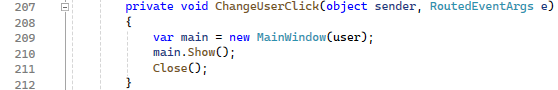 207 private void ChangeUserClick(object sender, RoutedEventArgs e)
208 {
209 var main = new MainWindow(user);
210 main.Show();
211 Close();
212 }